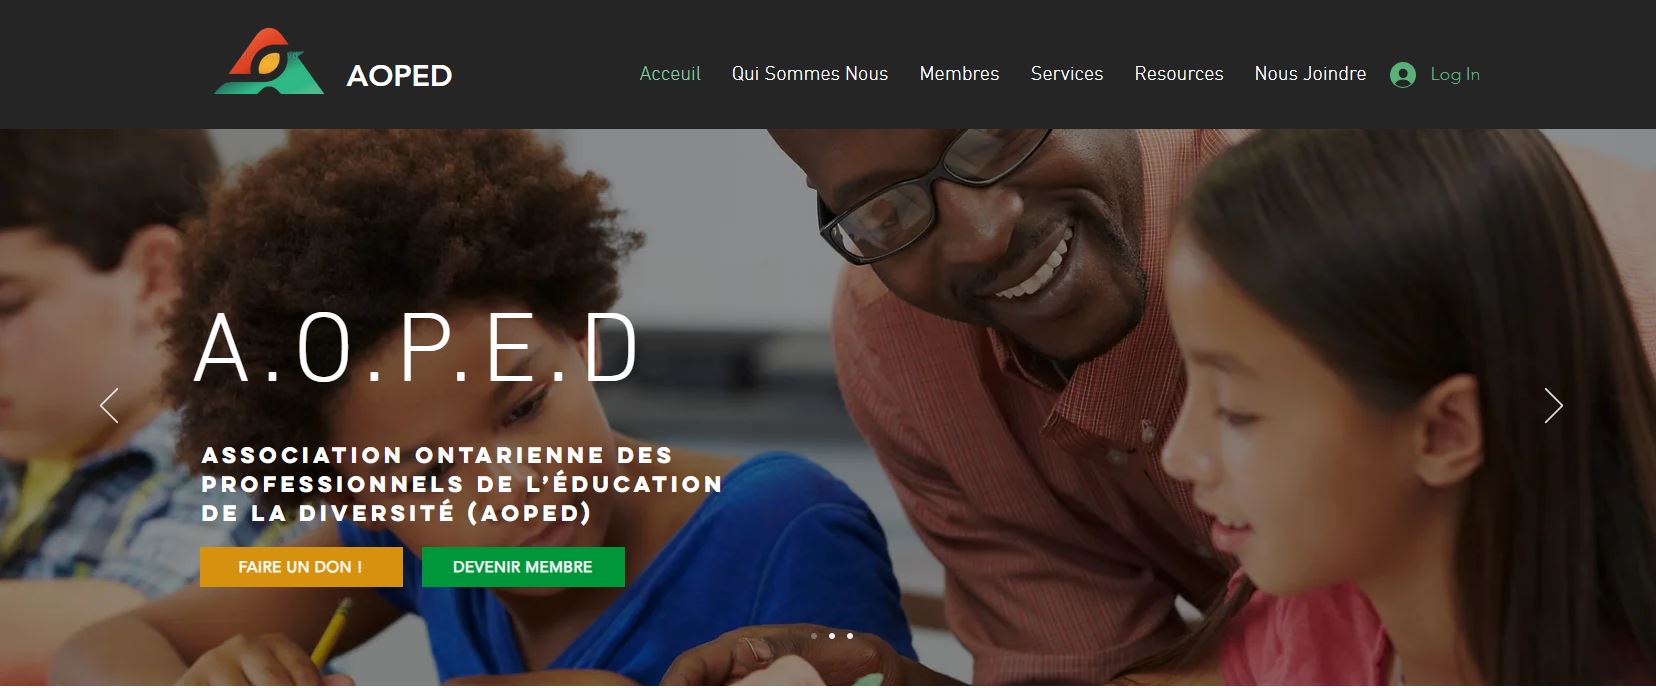 AOPED
Acceuil Qui Sommes Nous Membres Services Resources Nous Joindre Log In
A.O.P.E.D
ASSOCIATION ONTARIENNE DES
PROFESSIONNELS DE L'ÉDUCATION
DE LA DIVERSITÉ (AOPED)
FAIRE UN DON ! DEVENIR MEMBRE